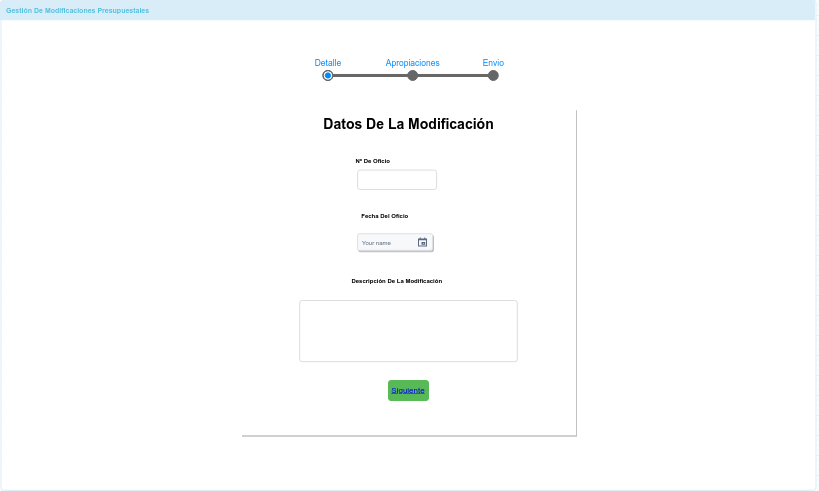 Gestión De Modificaciones Presupuestales
Detalle Apropiaciones Envio
Datos De La Modificación
Nº De Oficio
Fecha Del Oficio
Your name
Descripción De La Modificación
Siguiente